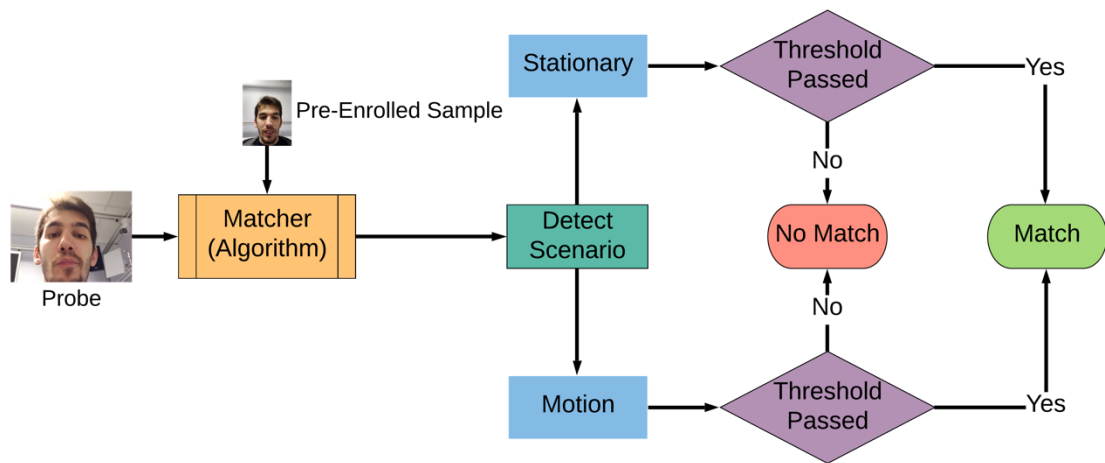 Stationary
Threshold
Passed
Yes
Pre-Enrolled Sample
No
Matcher
(Algorithm)
Detect
Scenario
No Match
Match
Probe
No
Motion
Threshold
Passed
Yes